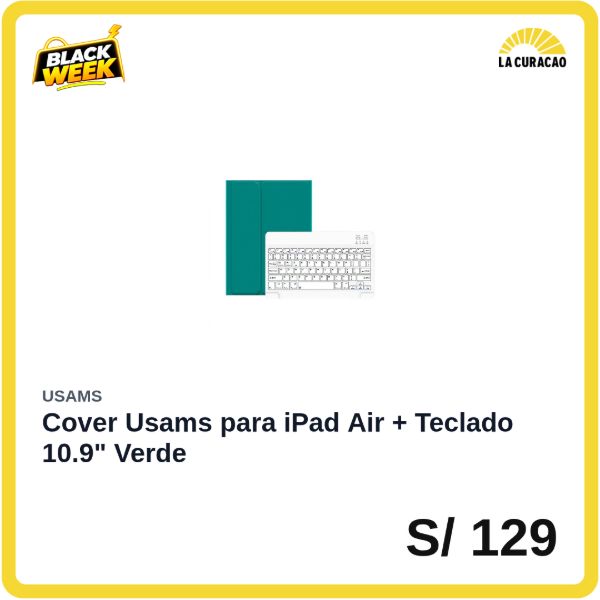 BLACK
WEEK
LA CURACAO
USAMS
Cover Usams para iPad Air + Teclado
10.9" Verde
S/ 129